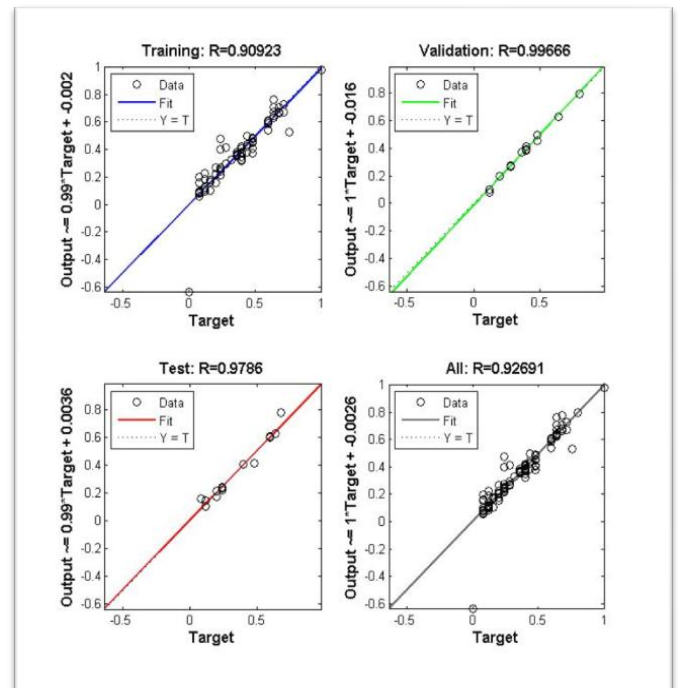 Training: R=0.90923
Output ~= 0.99*Target + -0.002
Data
Fit
Y = T
1
0.8
0.6
0.4
0.2
0
-0.2
-0.4
-0.6
-0.5
0
0.5
1
Target
Validation: R=0.99666
Output ~= 1*Target + -0.016
Data
Fit
Y = T
0.8
0.6
0.4
0.2
0
-0.2
-0.4
-0.6
-0.5
0
0.5
Target
Test: R=0.9786
Output ~= 0.99*Target + 0.0036
Data
Fit
Y = T
0.8
0.6
0.4
0.2
0
-0.2
-0.4
-0.6
-0.5
0
0.5
Target
All: R=0.92691
Output ~= 1*Target + -0.0026
Data
Fit
Y = T
1
0.8
0.6
0.4
0.2
0
-0.2
-0.4
-0.6
-0.5
0
0.5
1
Target